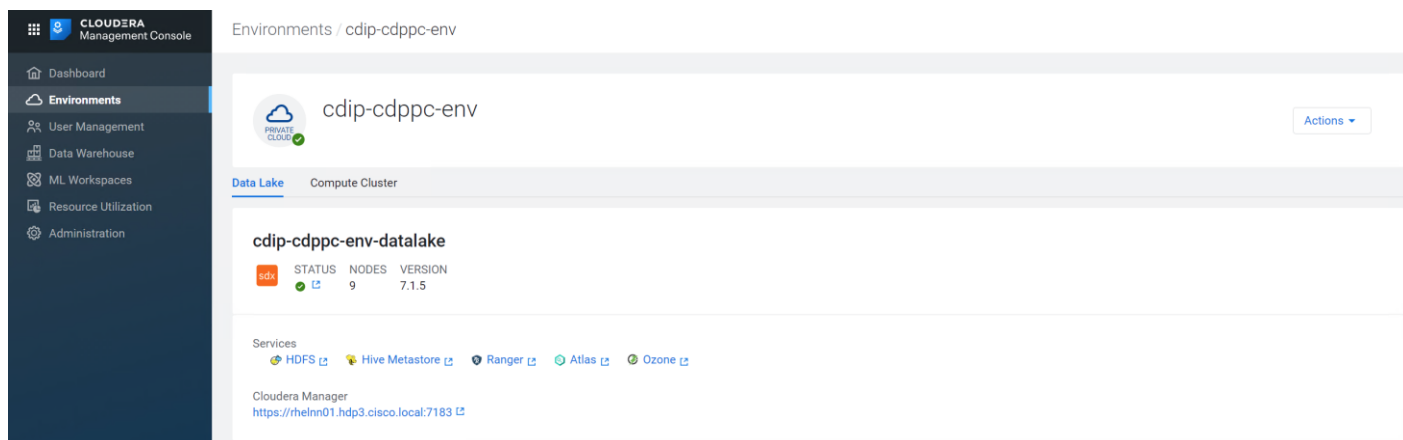 CLOUDERA
Management Console
Dashboard
Environments
User Management
Data Warehouse
ML Workspaces
Resource Utilization
Administration
Environments / cdip-cdppc-env
PRIVATE
CLOUD
cdip-cdppc-env
Actions
Data Lake Compute Cluster
cdip-cdppc-env-datalake
sdx
STATUS NODES VERSION
9 7.1.5
Services
HDFS Hive Metastore Ranger Atlas Ozone
Cloudera Manager
https://rhelnn01.hdp3.cisco.local:7183